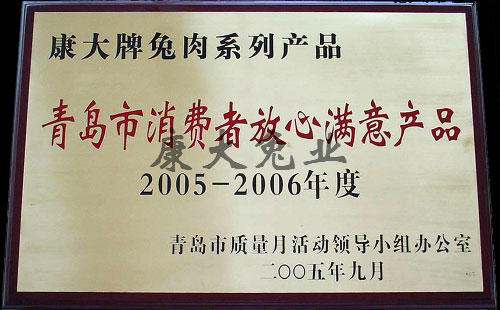 康大牌兔肉系列产品
青岛市消费者放心满意产品
康大兔业
2005-2006年度
青岛市质量月活动领导小组办公室
二〇〇五年九月